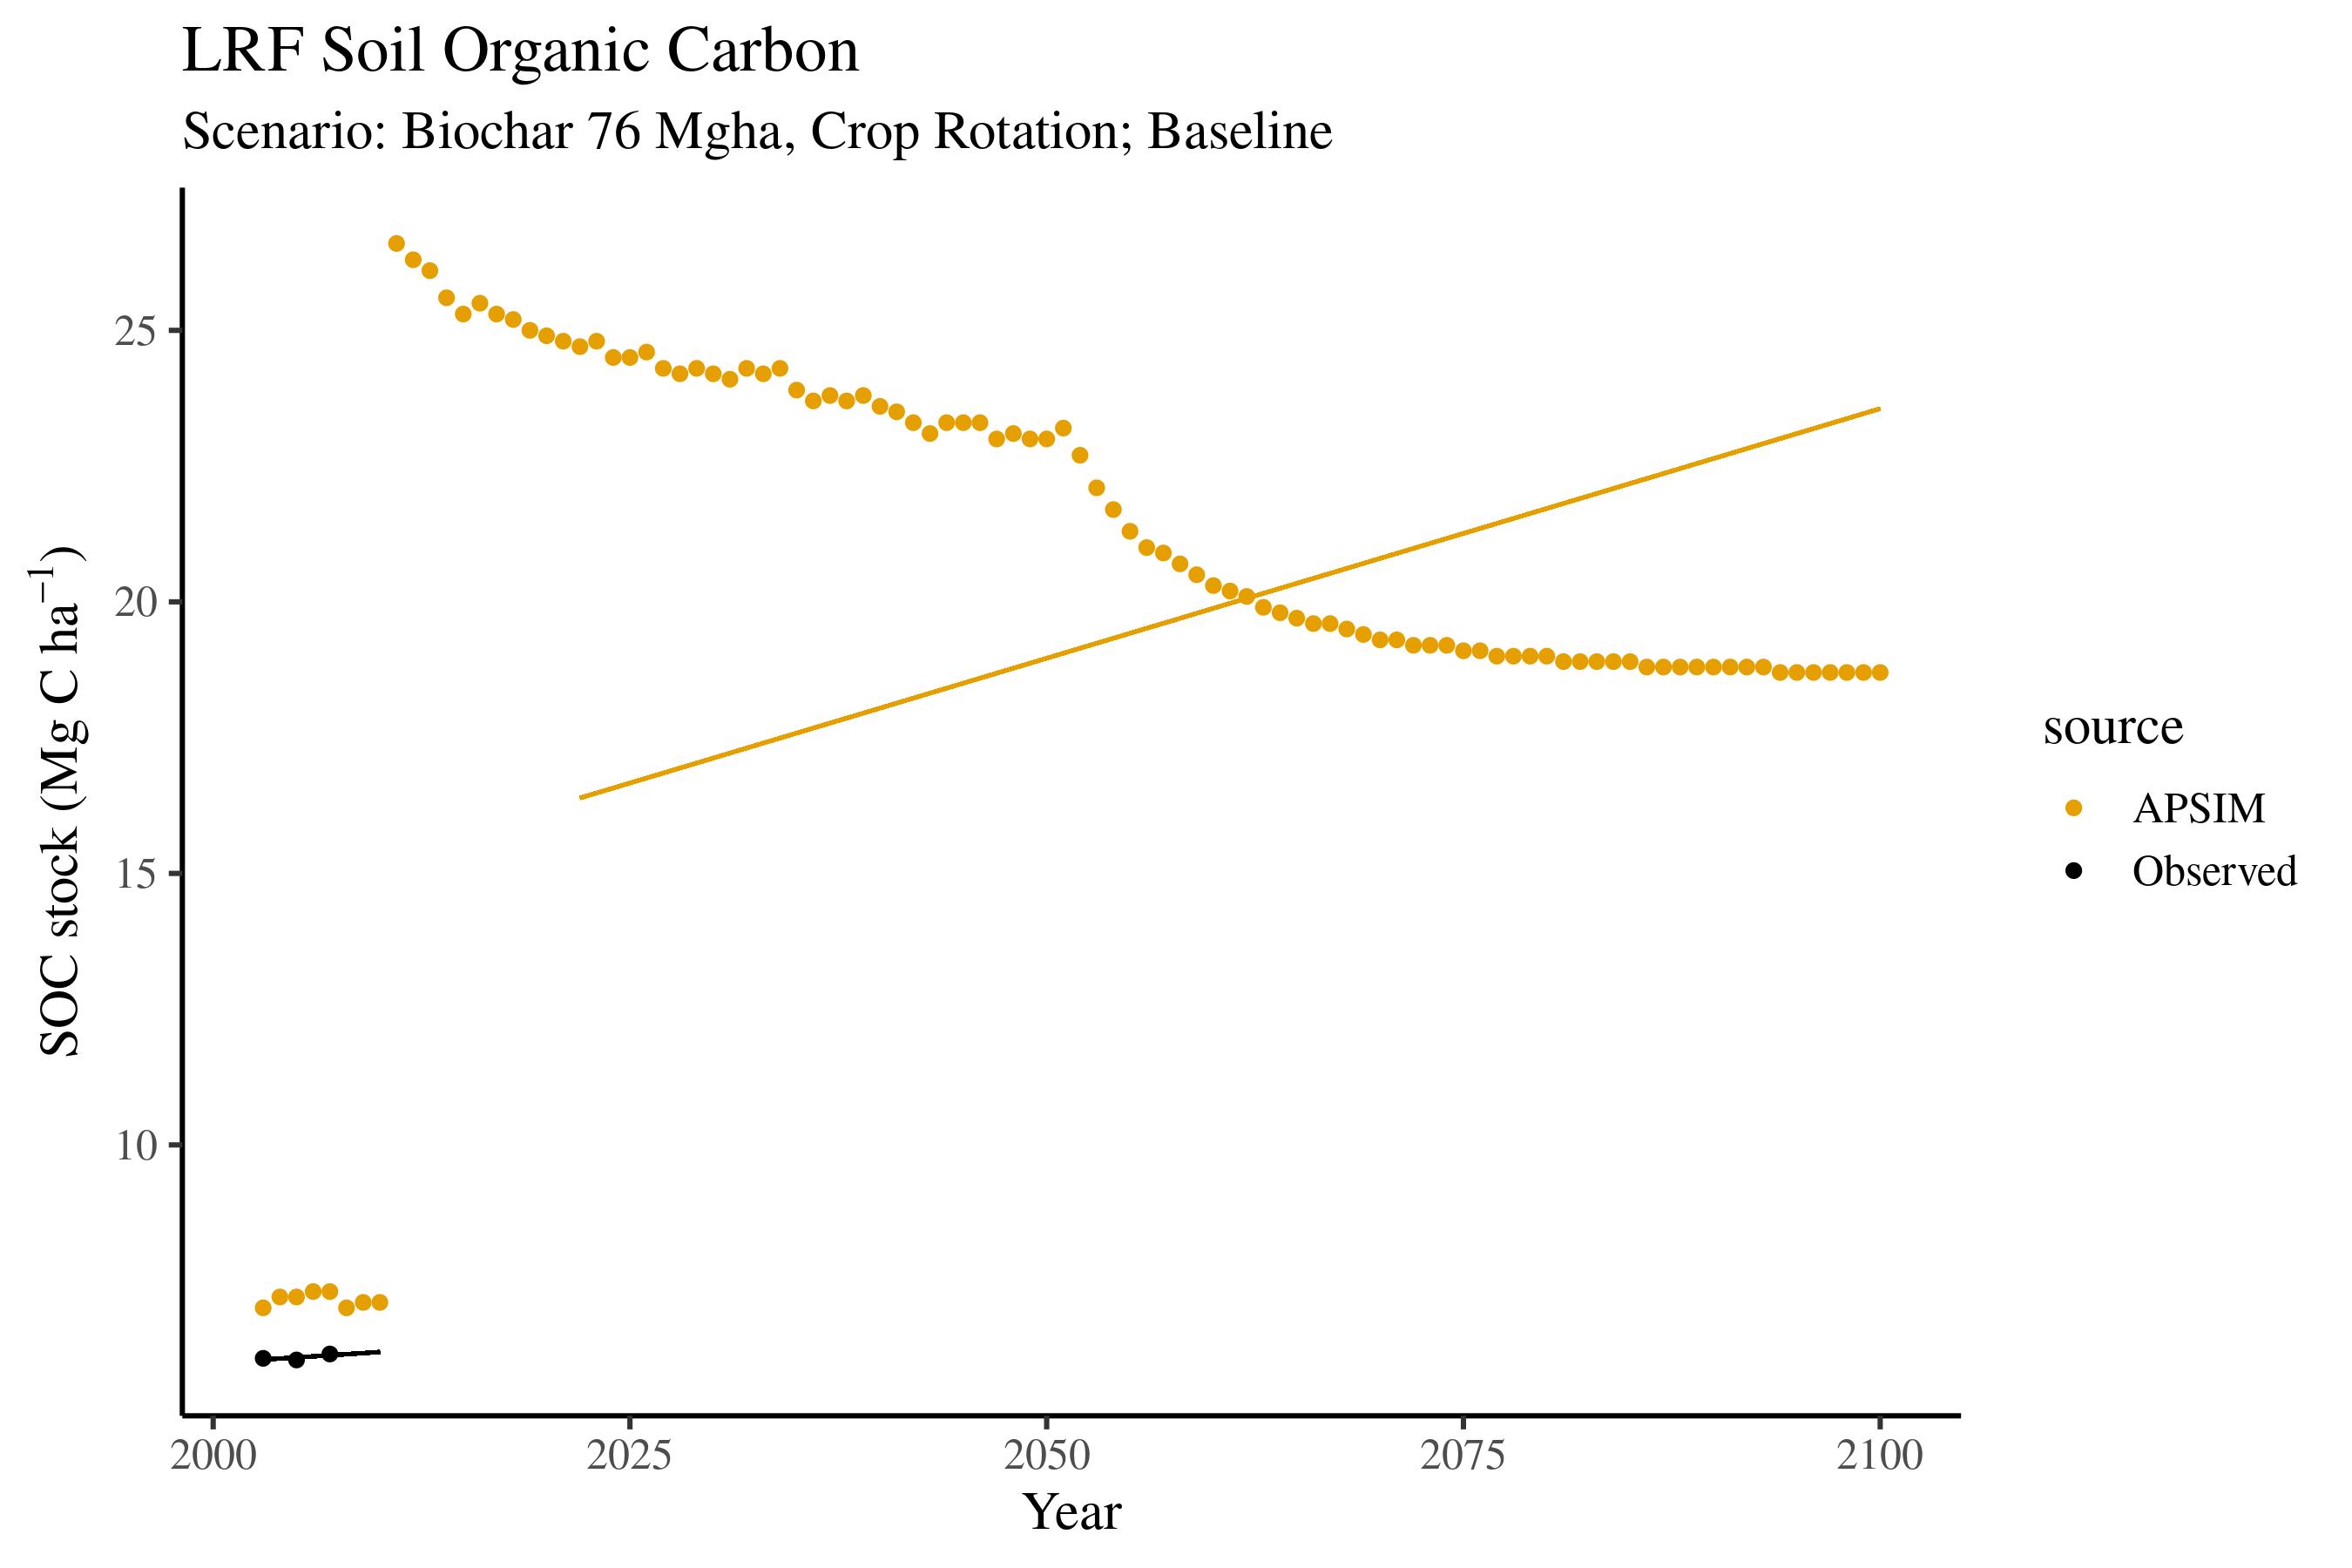 LRF Soil Organic Carbon
Scenario: Biochar 76 Mgha, Crop Rotation; Baseline
SOC stock (Mg C ha⁻¹)
25
20
15
10
source
APSIM
Observed
2000 2025 2050 2075 2100
Year